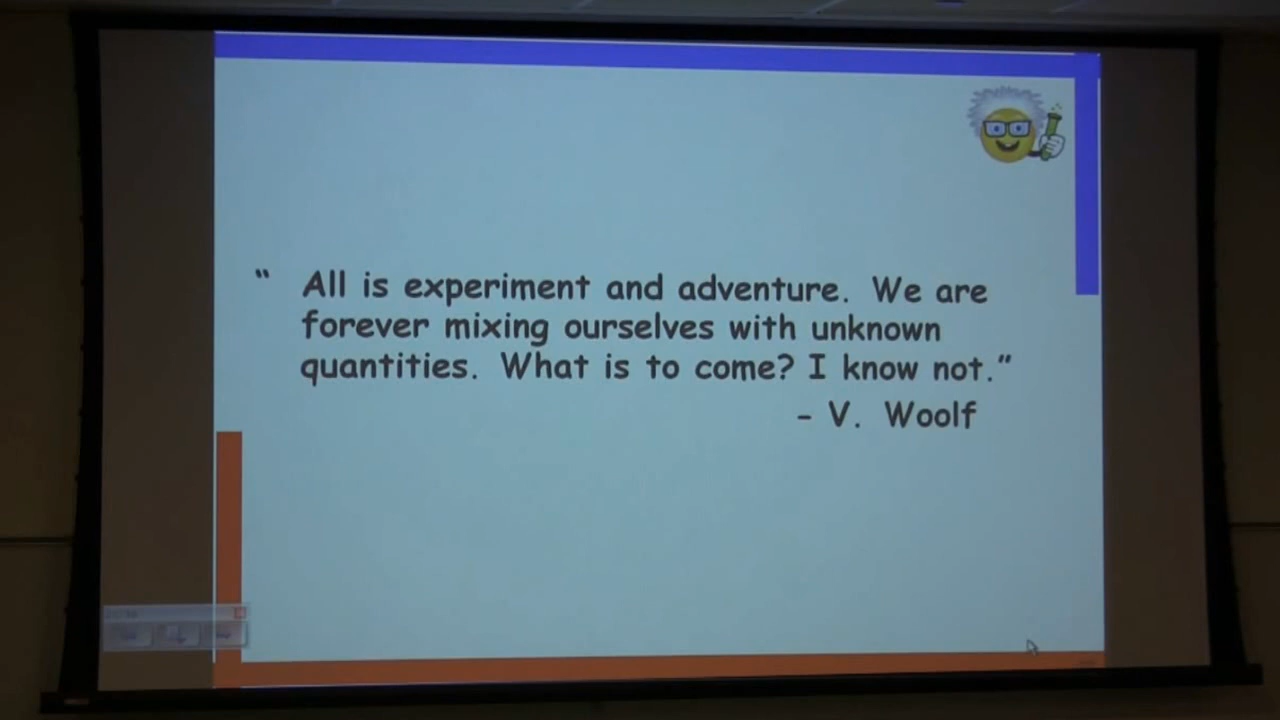 “ All is experiment and adventure. We are
forever mixing ourselves with unknown
quantities. What is to come? I know not.”
– V. Woolf